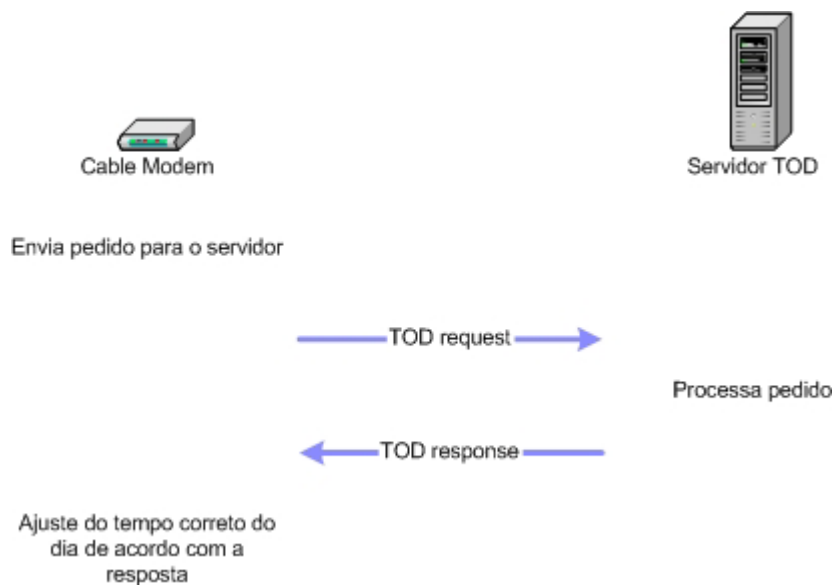 Cable Modem
Servidor TOD
Envia pedido para o servidor
TOD request
Processa pedido
TOD response
Ajuste do tempo correto do
dia de acordo com a
resposta